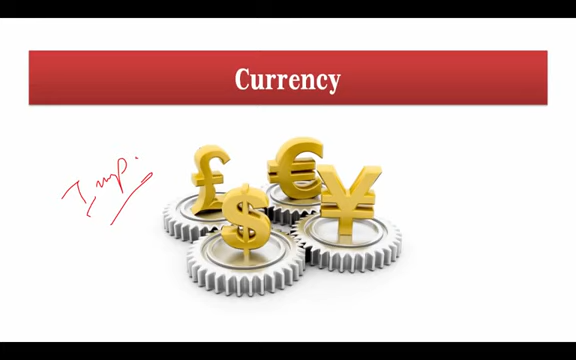 Currency
Imp.
£ € $ ¥